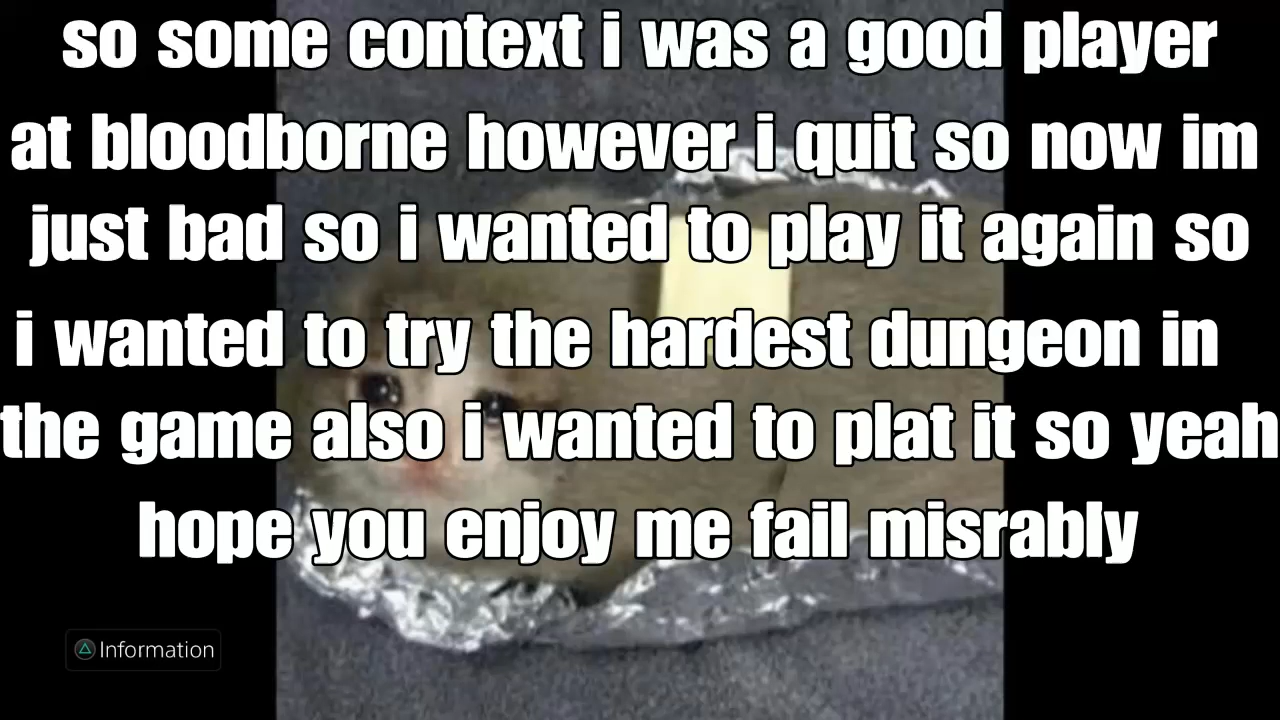 so some context i was a good player
at bloodborne however i quit so now im
just bad so i wanted to play it again so
i wanted to try the hardest dungeon in
the game also i wanted to plat it so yeah
hope you enjoy me fail misrably
Information